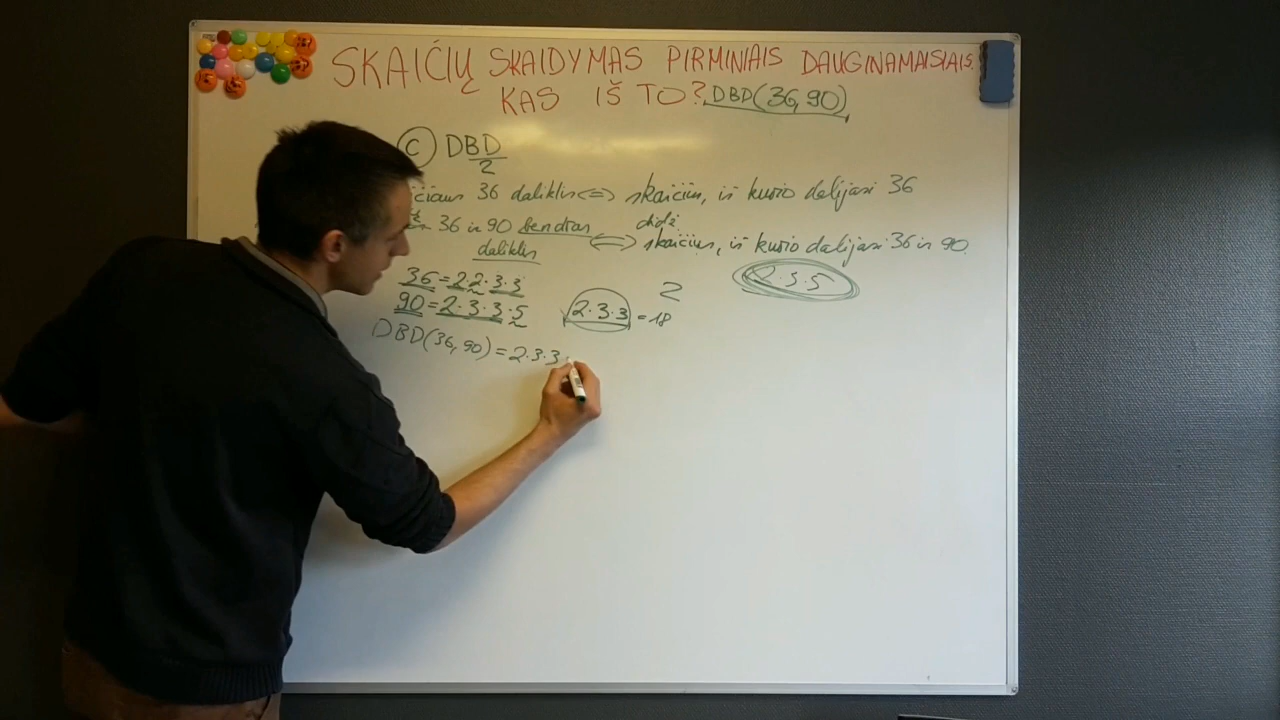 SKAIČIŲ SKAIDYMAS PIRMINIAIS DAUGINAMAISIAIS.
KAS IŠ TO? DBD(36,90)
C DBD
2
36 daliklis <=> skaičius, iš kurio dalijasi 36
36 ir 90 bendras didž.
daliklis <=> skaičius, iš kurio dalijasi 36 ir 90.
36=2·2·3·3
2
2·3·5
90=2·3·3·5
2·3·3 = 18
DBD(36,90)=2·3·3